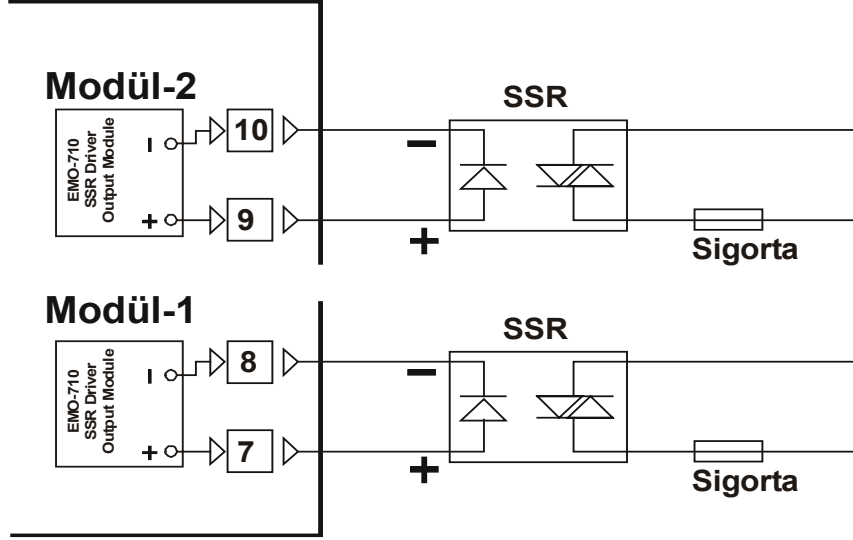 Modül-2
EMO-710
SSR Driver
Output Module
-
+
10
9
-
+
SSR
Sigorta
Modül-1
EMO-710
SSR Driver
Output Module
-
+
8
7
-
+
SSR
Sigorta